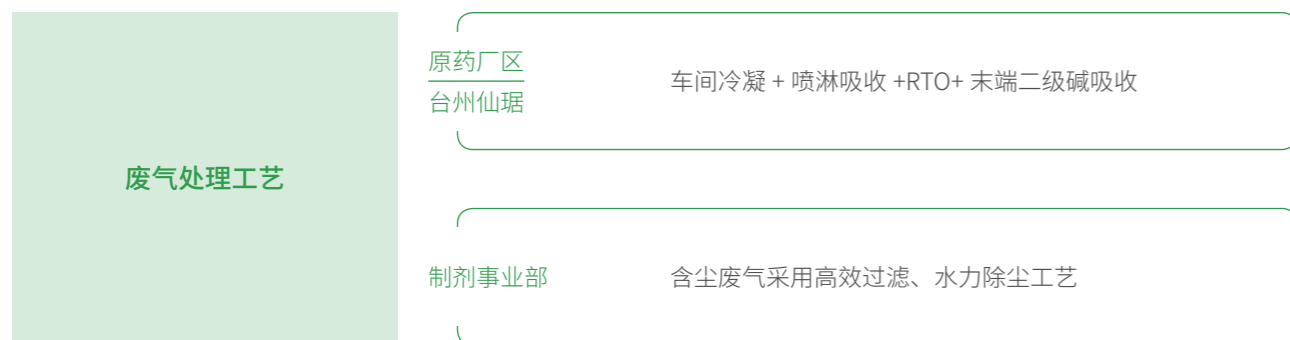 废气处理工艺
原药厂区
台州仙琚
车间冷凝 + 喷淋吸收 +RTO+ 末端二级碱吸收
制剂事业部
含尘废气采用高效过滤、水力除尘工艺